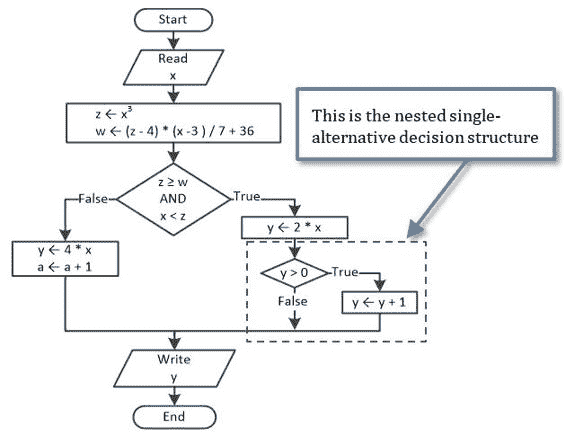 Start
Read
x
This is the nested single-
alternative decision structure
z ← x³
w ← (z - 4) * (x -3 ) / 7 + 36
z ≥ w
AND
x < z
False
True
y ← 2 * x
y ← 4 * x
a ← a + 1
y > 0
True
False
y ← y + 1
Write
y
End